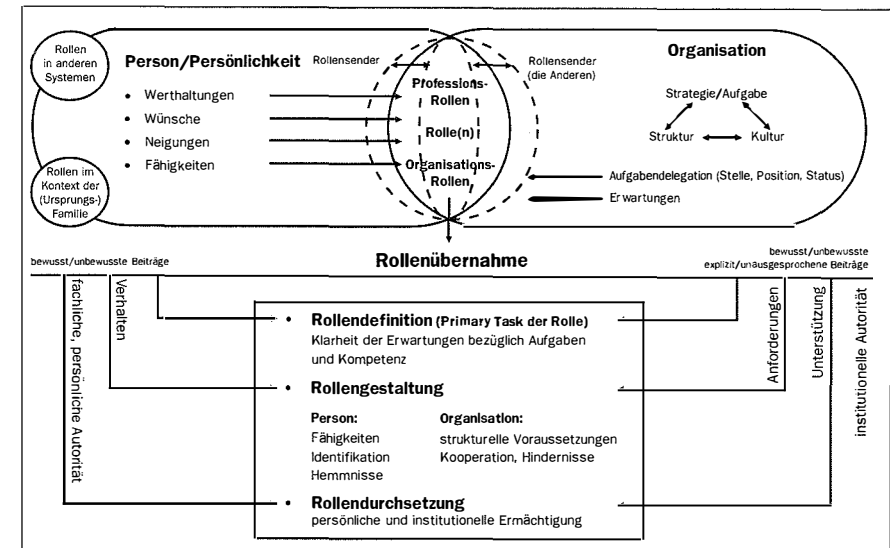 Rollen
in anderen
Systemen
Person/Persönlichkeit
• Werthaltungen
• Wünsche
• Neigungen
• Fähigkeiten
Rollen im
Kontext der
(Ursprungs-)
Familie
Rollensender
Professions-
Rollen
Rolle(n)
Organisations-
Rollen
Rollensender
(die Anderen)
Organisation
Strategie/Aufgabe
Struktur
Kultur
Aufgabendelegation (Stelle, Position, Status)
Erwartungen
Rollenübernahme
bewusst/unbewusste Beiträge
bewusst/unbewusste
explizit/unausgesprochene Beiträge
fachliche, persönliche Autorität
Verhalten
• Rollendefinition (Primary Task der Rolle)
Klarheit der Erwartungen bezüglich Aufgaben
und Kompetenz
• Rollengestaltung
Person: Organisation:
Fähigkeiten strukturelle Voraussetzungen
Identifikation Kooperation, Hindernisse
Hemmnisse
• Rollendurchsetzung
persönliche und institutionelle Ermächtigung
Anforderungen
Unterstützung
institutionelle Autorität